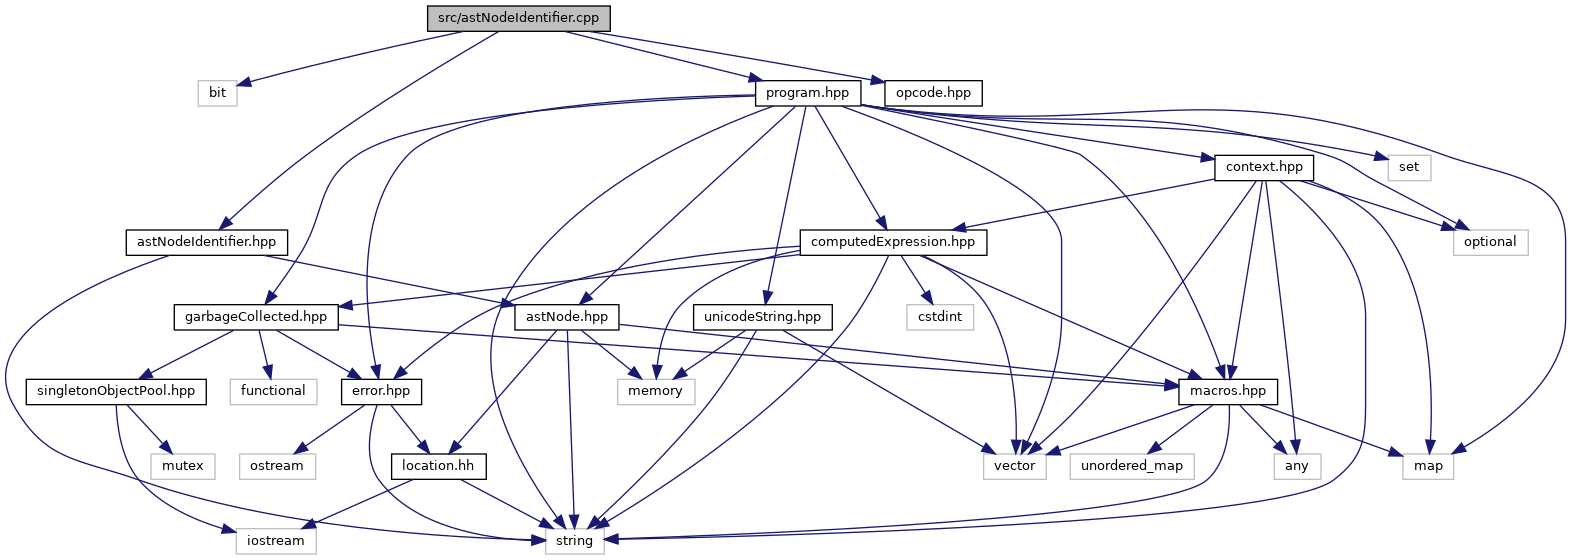 src/astNodeIdentifier.cpp
bit
program.hpp
opcode.hpp
context.hpp
set
astNodeIdentifier.hpp
computedExpression.hpp
optional
garbageCollected.hpp
astNode.hpp
unicodeString.hpp
cstdint
singletonObjectPool.hpp
functional
error.hpp
memory
macros.hpp
mutex
ostream
location.hh
vector
unordered_map
any
map
iostream
string